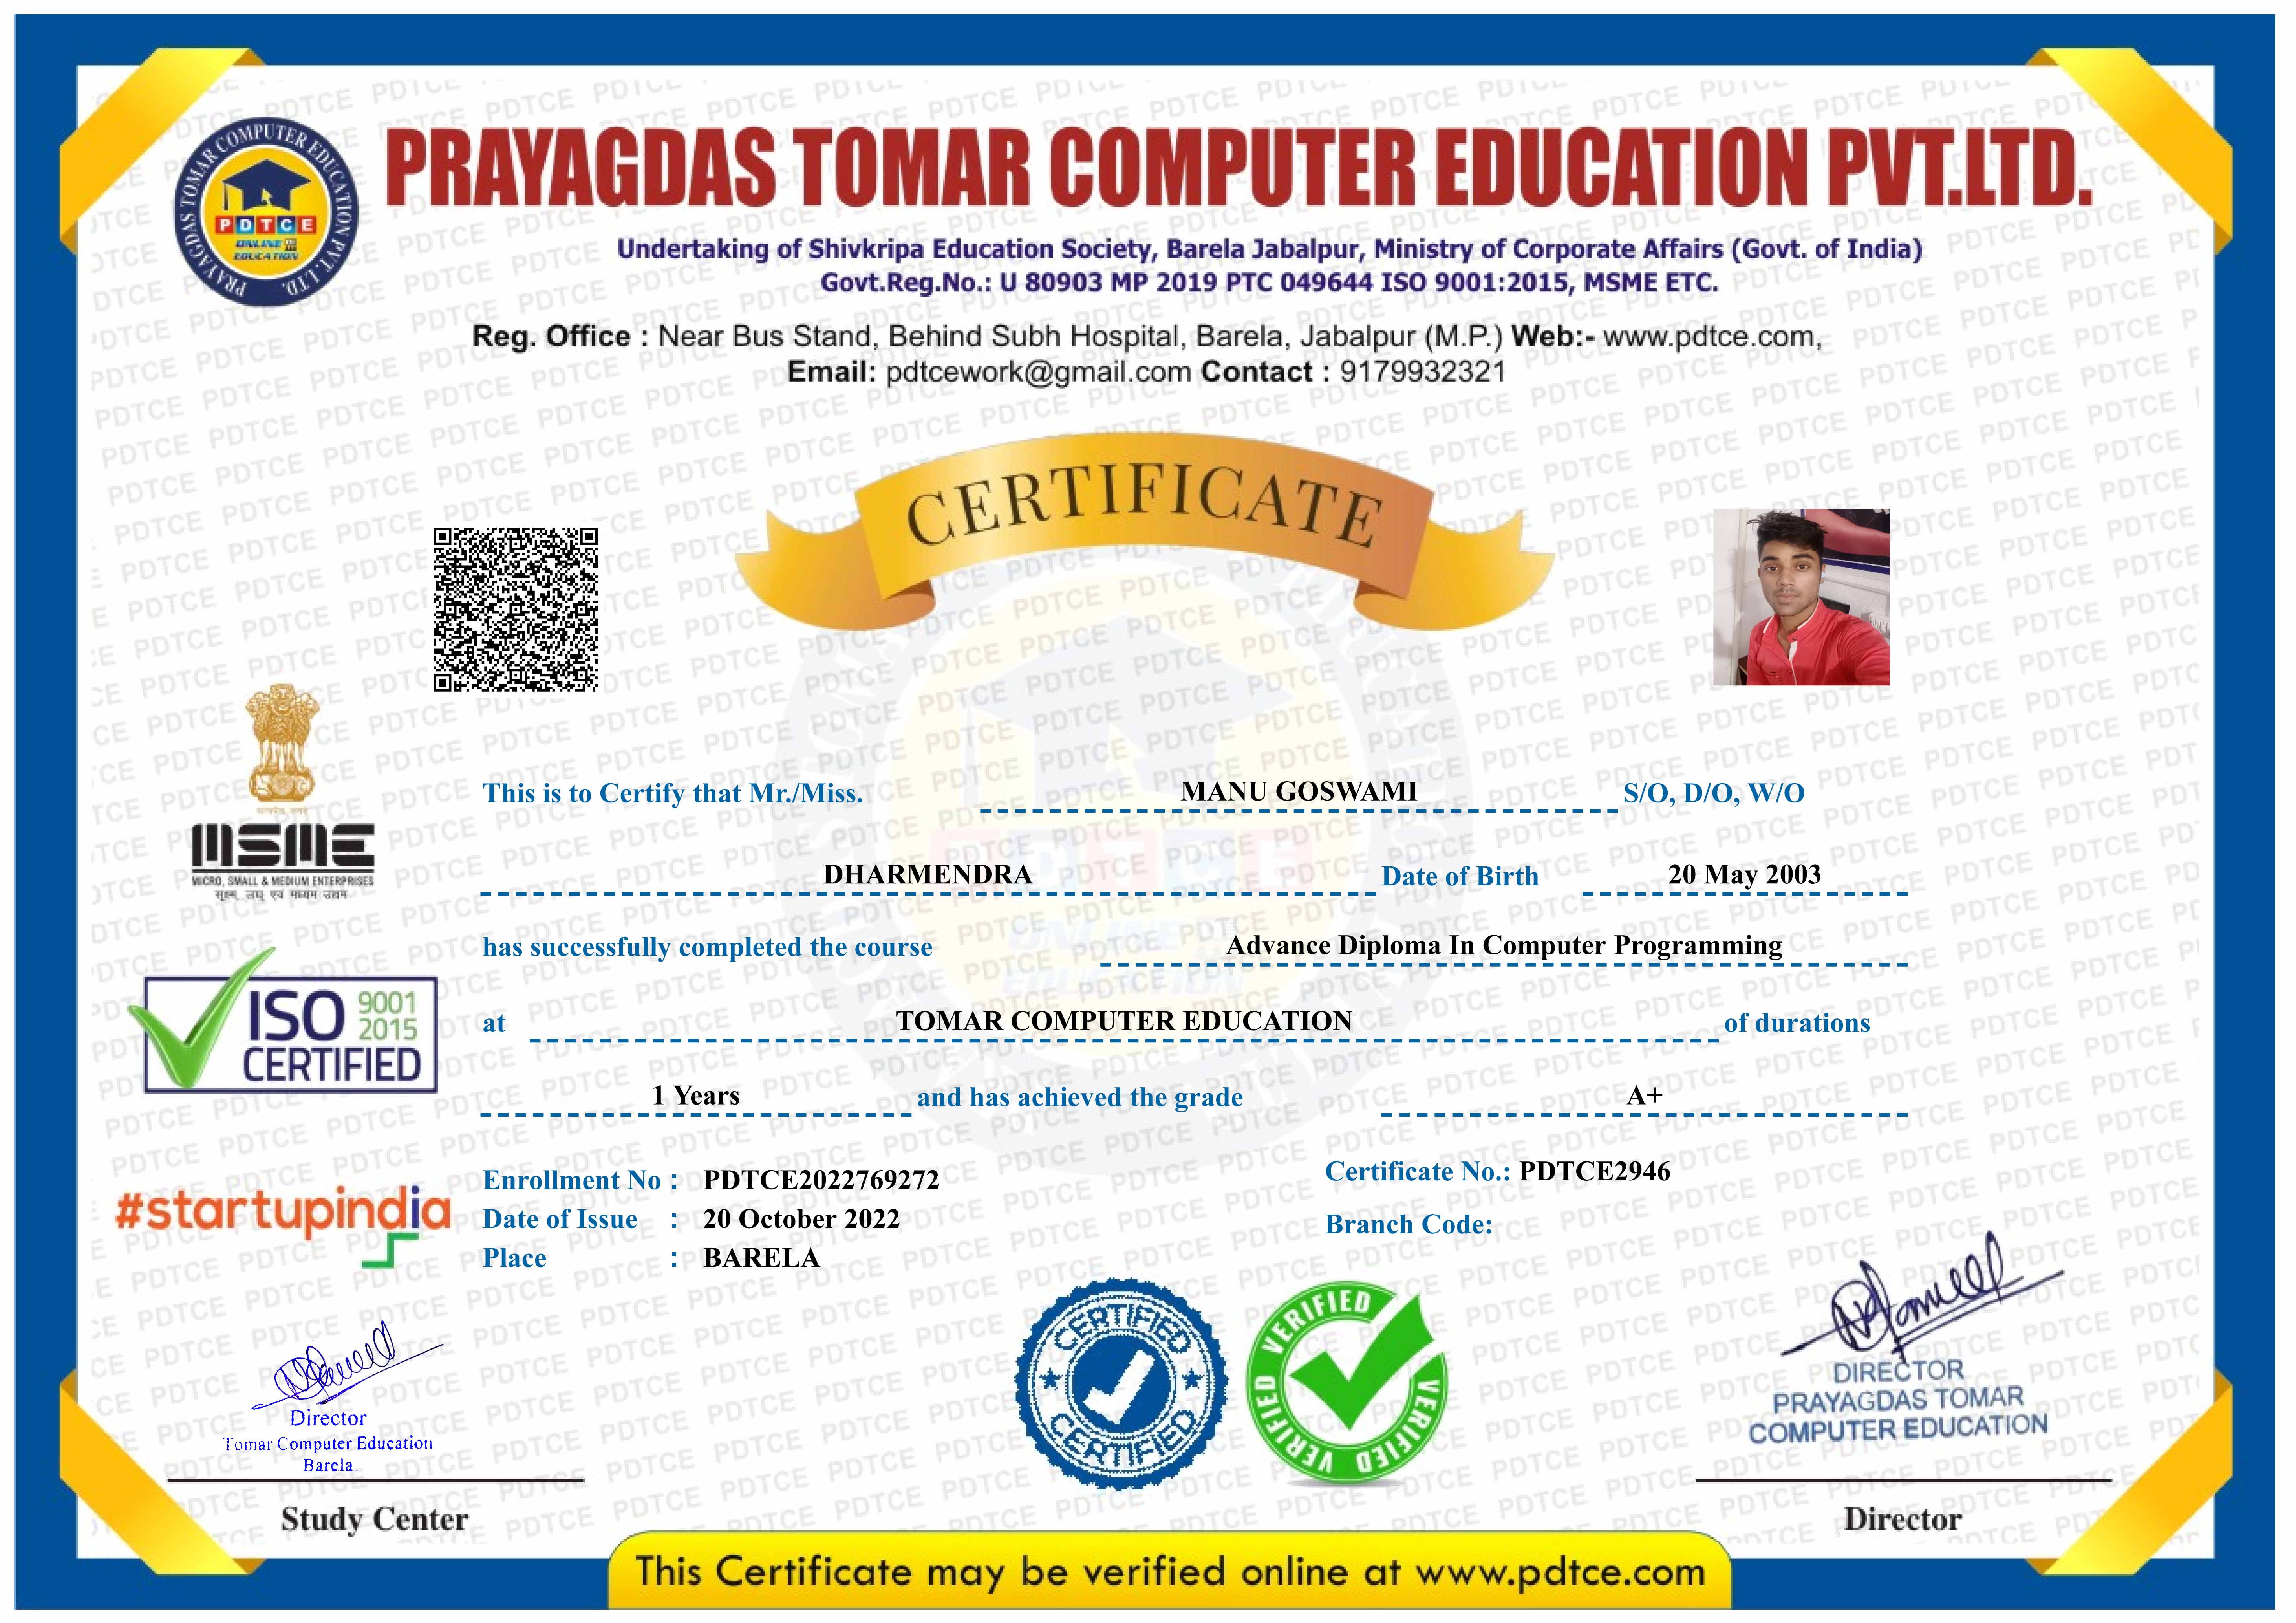 PRAYAGDAS TOMAR COMPUTER EDUCATION PVT.LTD.
PRAYAGDAS TOMAR COMPUTER EDUCATION PVT. LTD.
PDTCE
ONLINE
EDUCATION
Undertaking of Shivkripa Education Society, Barela Jabalpur, Ministry of Corporate Affairs (Govt. of India)
Govt.Reg.No.: U 80903 MP 2019 PTC 049644 ISO 9001:2015, MSME ETC.
Reg. Office : Near Bus Stand, Behind Subh Hospital, Barela, Jabalpur (M.P.) Web:- www.pdtce.com,
Email: pdtcework@gmail.com Contact : 9179932321
CERTIFICATE
This is to Certify that Mr./Miss. MANU GOSWAMI S/O, D/O, W/O
DHARMENDRA Date of Birth 20 May 2003
has successfully completed the course Advance Diploma In Computer Programming
at TOMAR COMPUTER EDUCATION of durations
1 Years and has achieved the grade A+
MSME
MICRO, SMALL & MEDIUM ENTERPRISES
सूक्ष्म, लघु एवं मध्यम उद्यम
ISO 9001 2015
CERTIFIED
#startupindia
Enrollment No : PDTCE2022769272
Date of Issue : 20 October 2022
Place : BARELA
Certificate No.: PDTCE2946
Branch Code:
CERTIFIED CERTIFIED
VERIFIED VERIFIED VERIFIED VERIFIED
Director
Tomar Computer Education
Barela
Study Center
DIRECTOR
PRAYAGDAS TOMAR
COMPUTER EDUCATION
Director
This Certificate may be verified online at www.pdtce.com